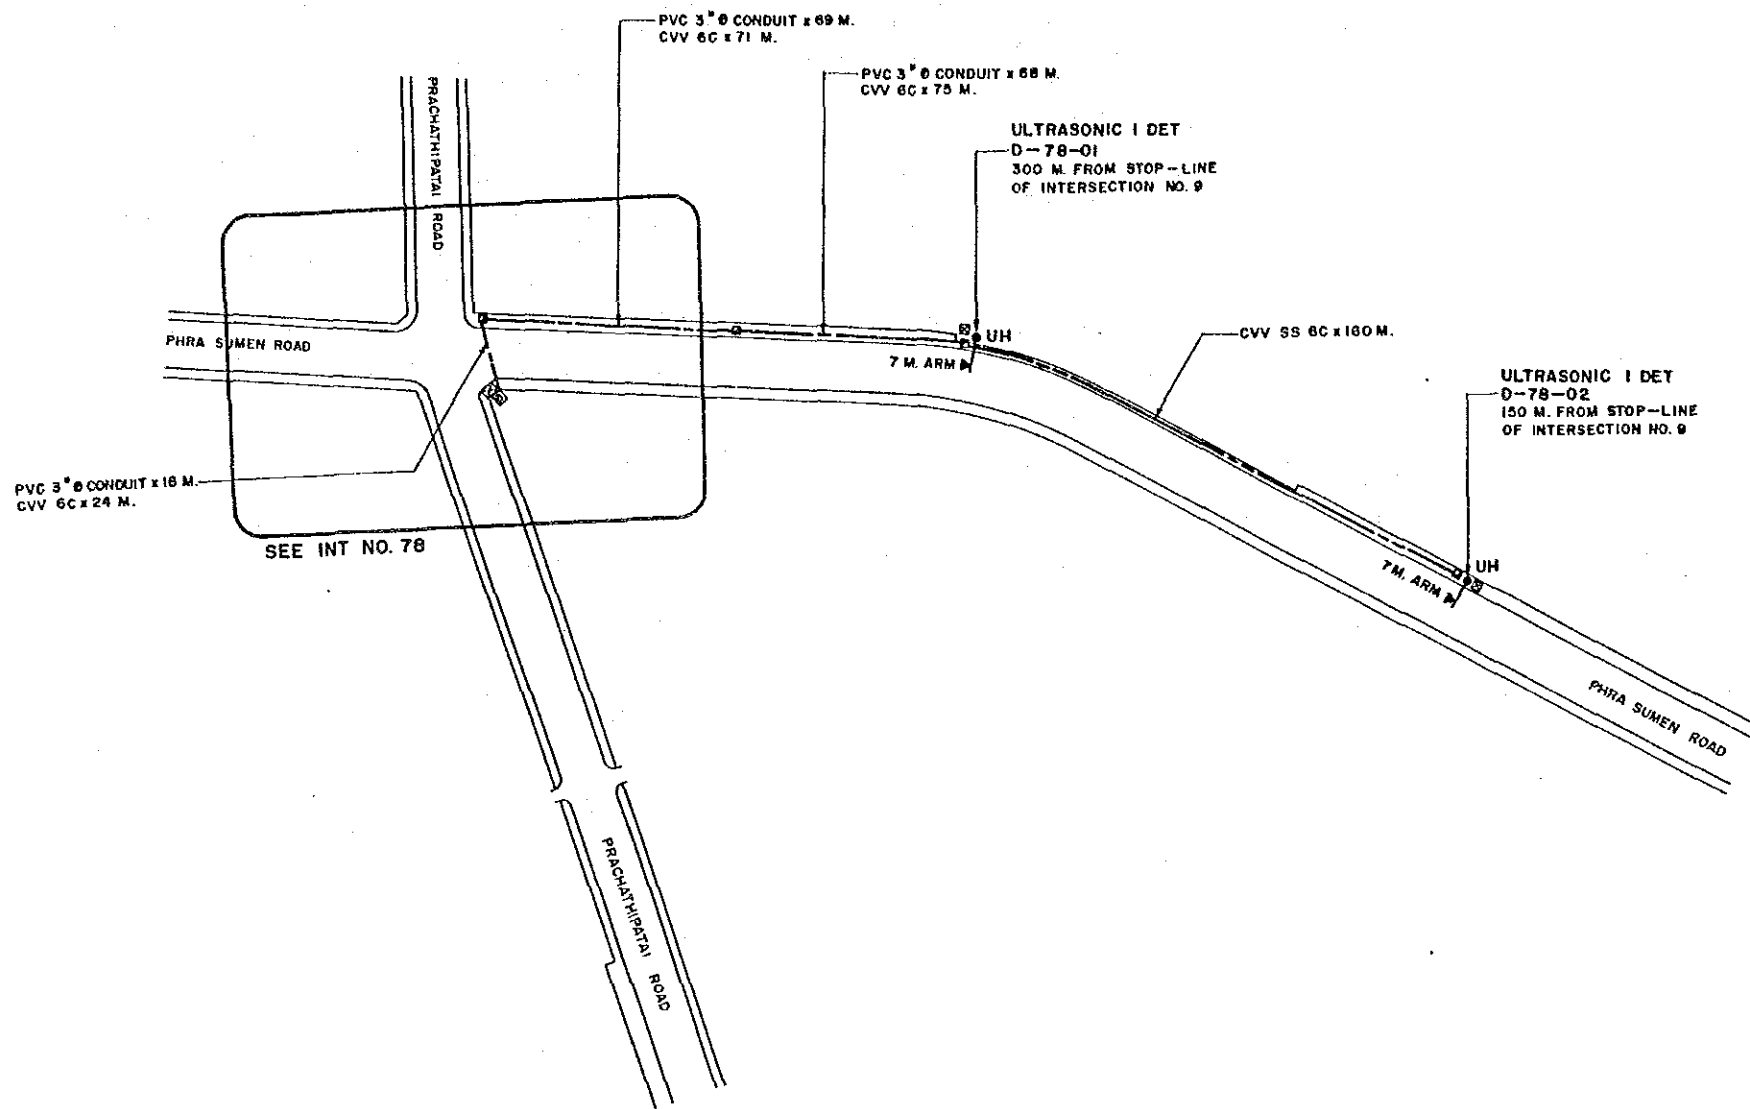 PVC 3"Ø CONDUIT x 69 M.
CVV 6C x 71 M.
PVC 3"Ø CONDUIT x 68 M.
CVV 6C x 75 M.
ULTRASONIC 1 DET
D-78-01
300 M. FROM STOP-LINE
OF INTERSECTION NO. 9
PRACHATHIPATAI ROAD
PHRA SUMEN ROAD
UH
7 M. ARM
CVV SS 6C x 160 M.
ULTRASONIC 1 DET
D-78-02
150 M. FROM STOP-LINE
OF INTERSECTION NO. 9
PVC 3"Ø CONDUIT x 16 M.
CVV 6C x 24 M.
SEE INT NO. 78
UH
7 M. ARM
PHRA SUMEN ROAD
PRACHATHIPATAI ROAD